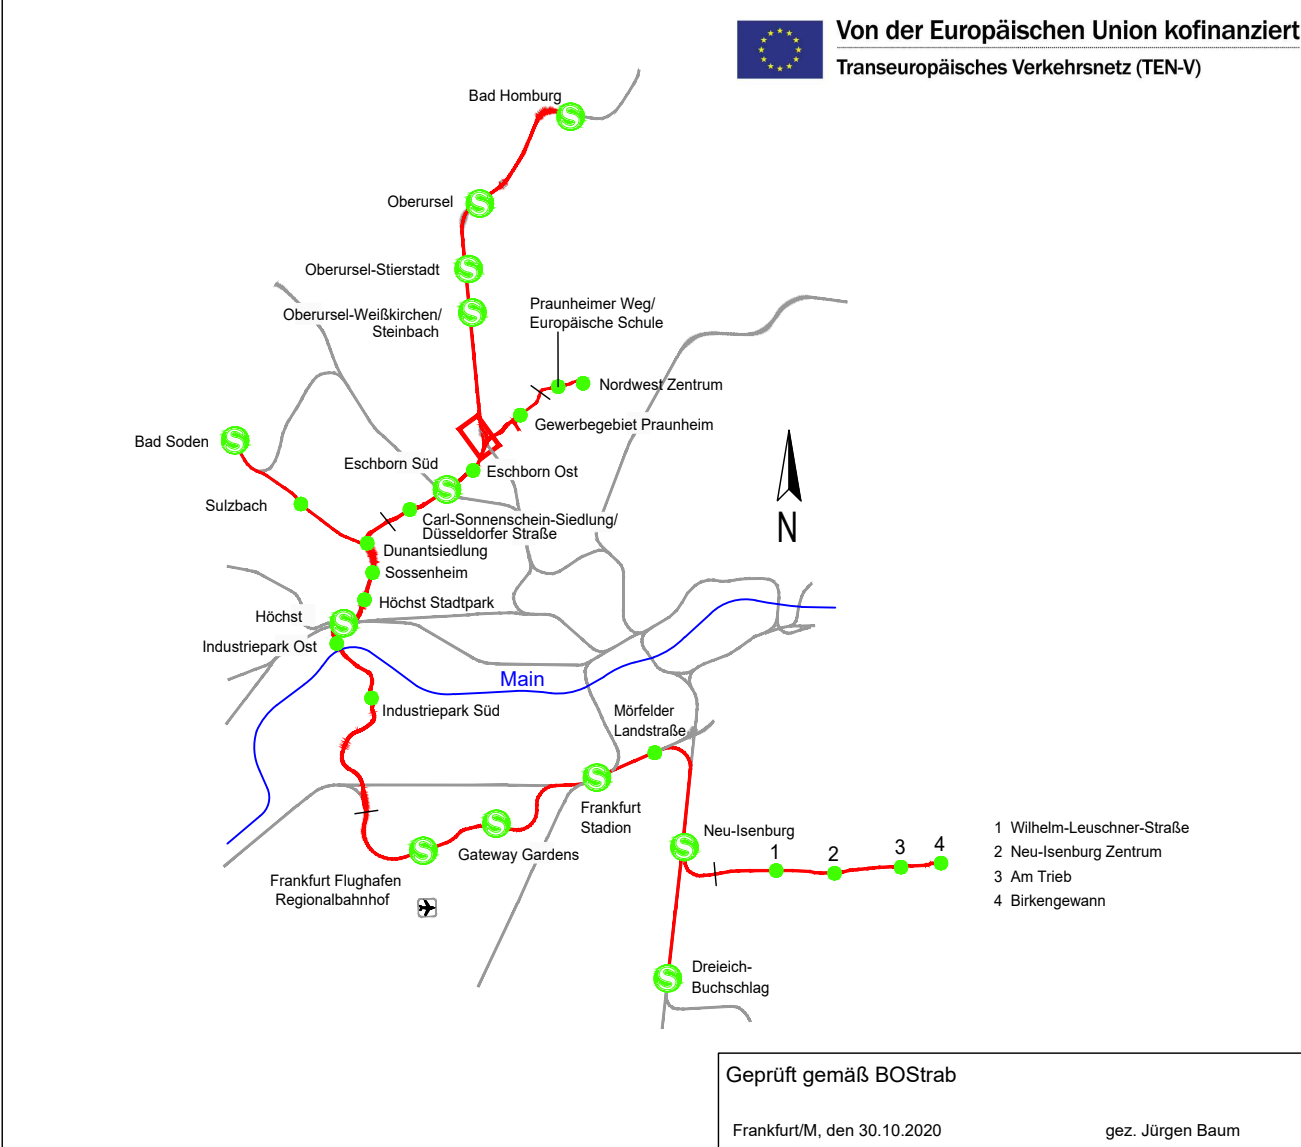 Von der Europäischen Union kofinanziert
Transeuropäisches Verkehrsnetz (TEN-V)
Bad Homburg
Oberursel
Oberursel-Stierstadt
Oberursel-Weißkirchen/
Steinbach
Praunheimer Weg/
Europäische Schule
Nordwest Zentrum
Gewerbegebiet Praunheim
Bad Soden
Eschborn Süd
Eschborn Ost
Sulzbach
Carl-Sonnenschein-Siedlung/
Düsseldorfer Straße
Dunantsiedlung
Sossenheim
Höchst Stadtpark
Höchst
Industriepark Ost
N
Main
Industriepark Süd
Mörfelder
Landstraße
Frankfurt
Stadion
Gateway Gardens
Frankfurt Flughafen
Regionalbahnhof
Neu-Isenburg
1
2
3
4
1 Wilhelm-Leuschner-Straße
2 Neu-Isenburg Zentrum
3 Am Trieb
4 Birkengewann
Dreieich-
Buchschlag
S
S
S
S
S
S
S
S
S
S
S
S
Geprüft gemäß BOStrab
Frankfurt/M, den 30.10.2020
gez. Jürgen Baum